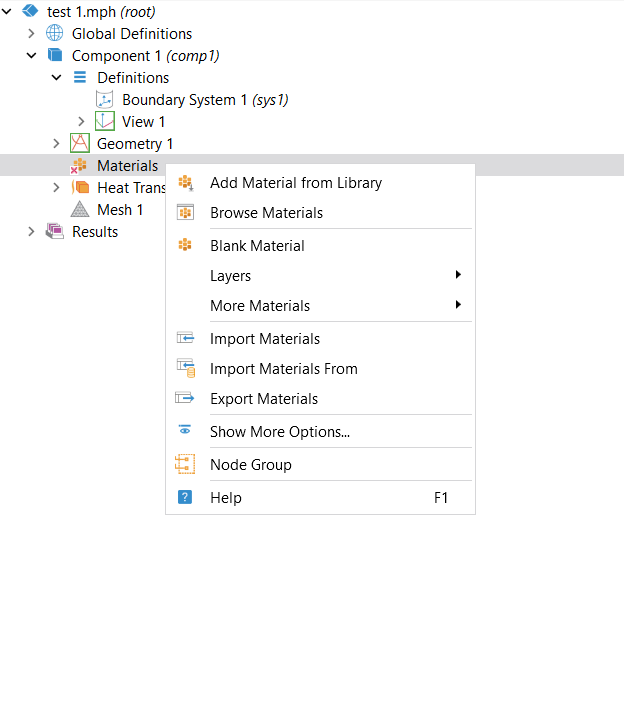 test 1.mph (root)
Global Definitions
Component 1 (comp1)
Definitions
Boundary System 1 (sys1)
View 1
Geometry 1
Materials
Heat Trans
Mesh 1
Results
Add Material from Library
Browse Materials
Blank Material
Layers
More Materials
Import Materials
Import Materials From
Export Materials
Show More Options...
Node Group
? Help F1